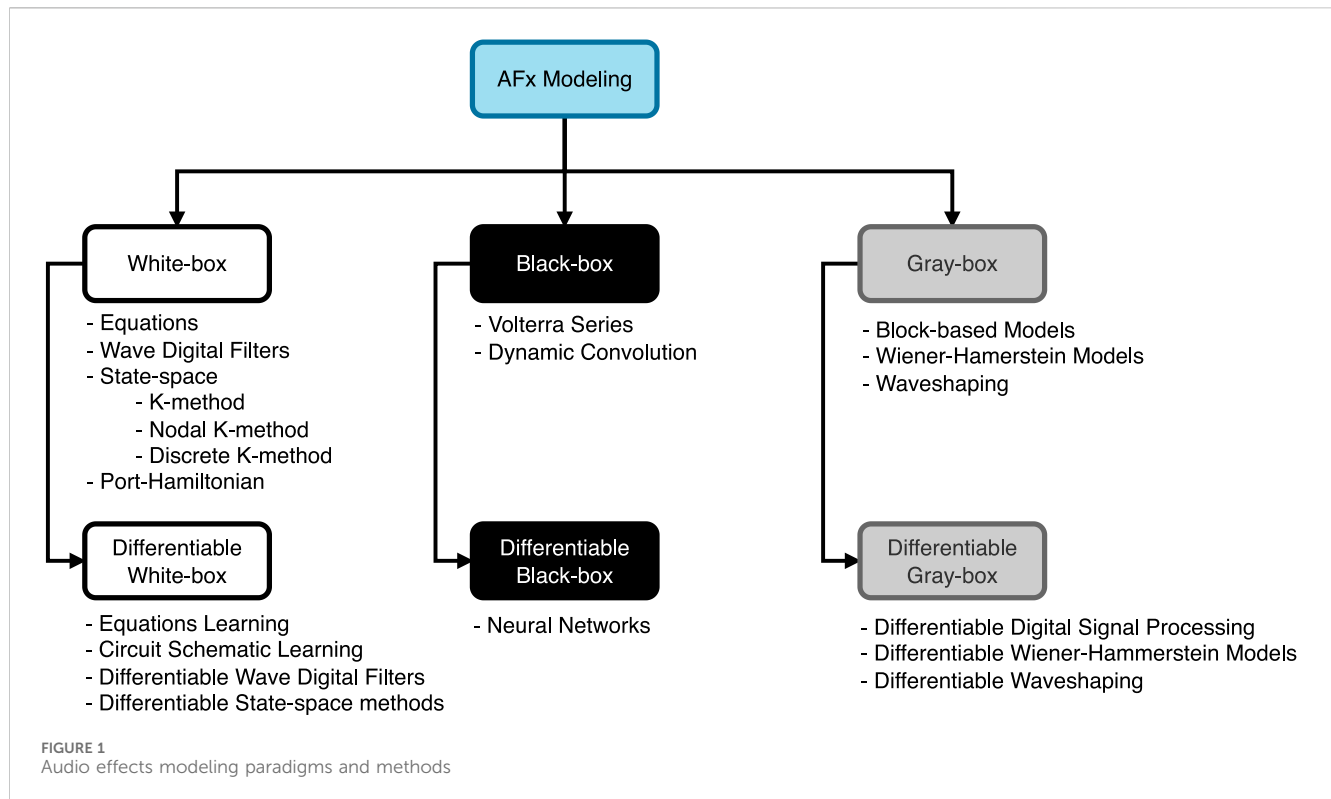 AFx Modeling
White-box
- Equations
- Wave Digital Filters
- State-space
- K-method
- Nodal K-method
- Discrete K-method
- Port-Hamiltonian
Differentiable
White-box
- Equations Learning
- Circuit Schematic Learning
- Differentiable Wave Digital Filters
- Differentiable State-space methods
Black-box
- Volterra Series
- Dynamic Convolution
Differentiable
Black-box
- Neural Networks
Gray-box
- Block-based Models
- Wiener-Hamerstein Models
- Waveshaping
Differentiable
Gray-box
- Differentiable Digital Signal Processing
- Differentiable Wiener-Hammerstein Models
- Differentiable Waveshaping
FIGURE 1
Audio effects modeling paradigms and methods